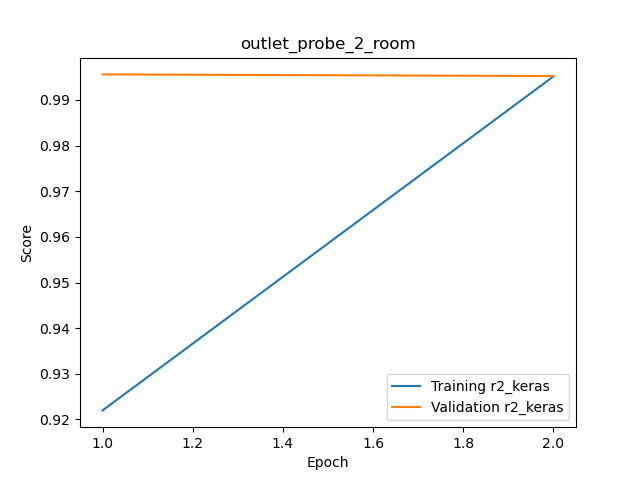 outlet_probe_2_room
Score
0.99
0.98
0.97
0.96
0.95
0.94
0.93
0.92
Training r2_keras
Validation r2_keras
1.0
1.2
1.4
1.6
1.8
2.0
Epoch